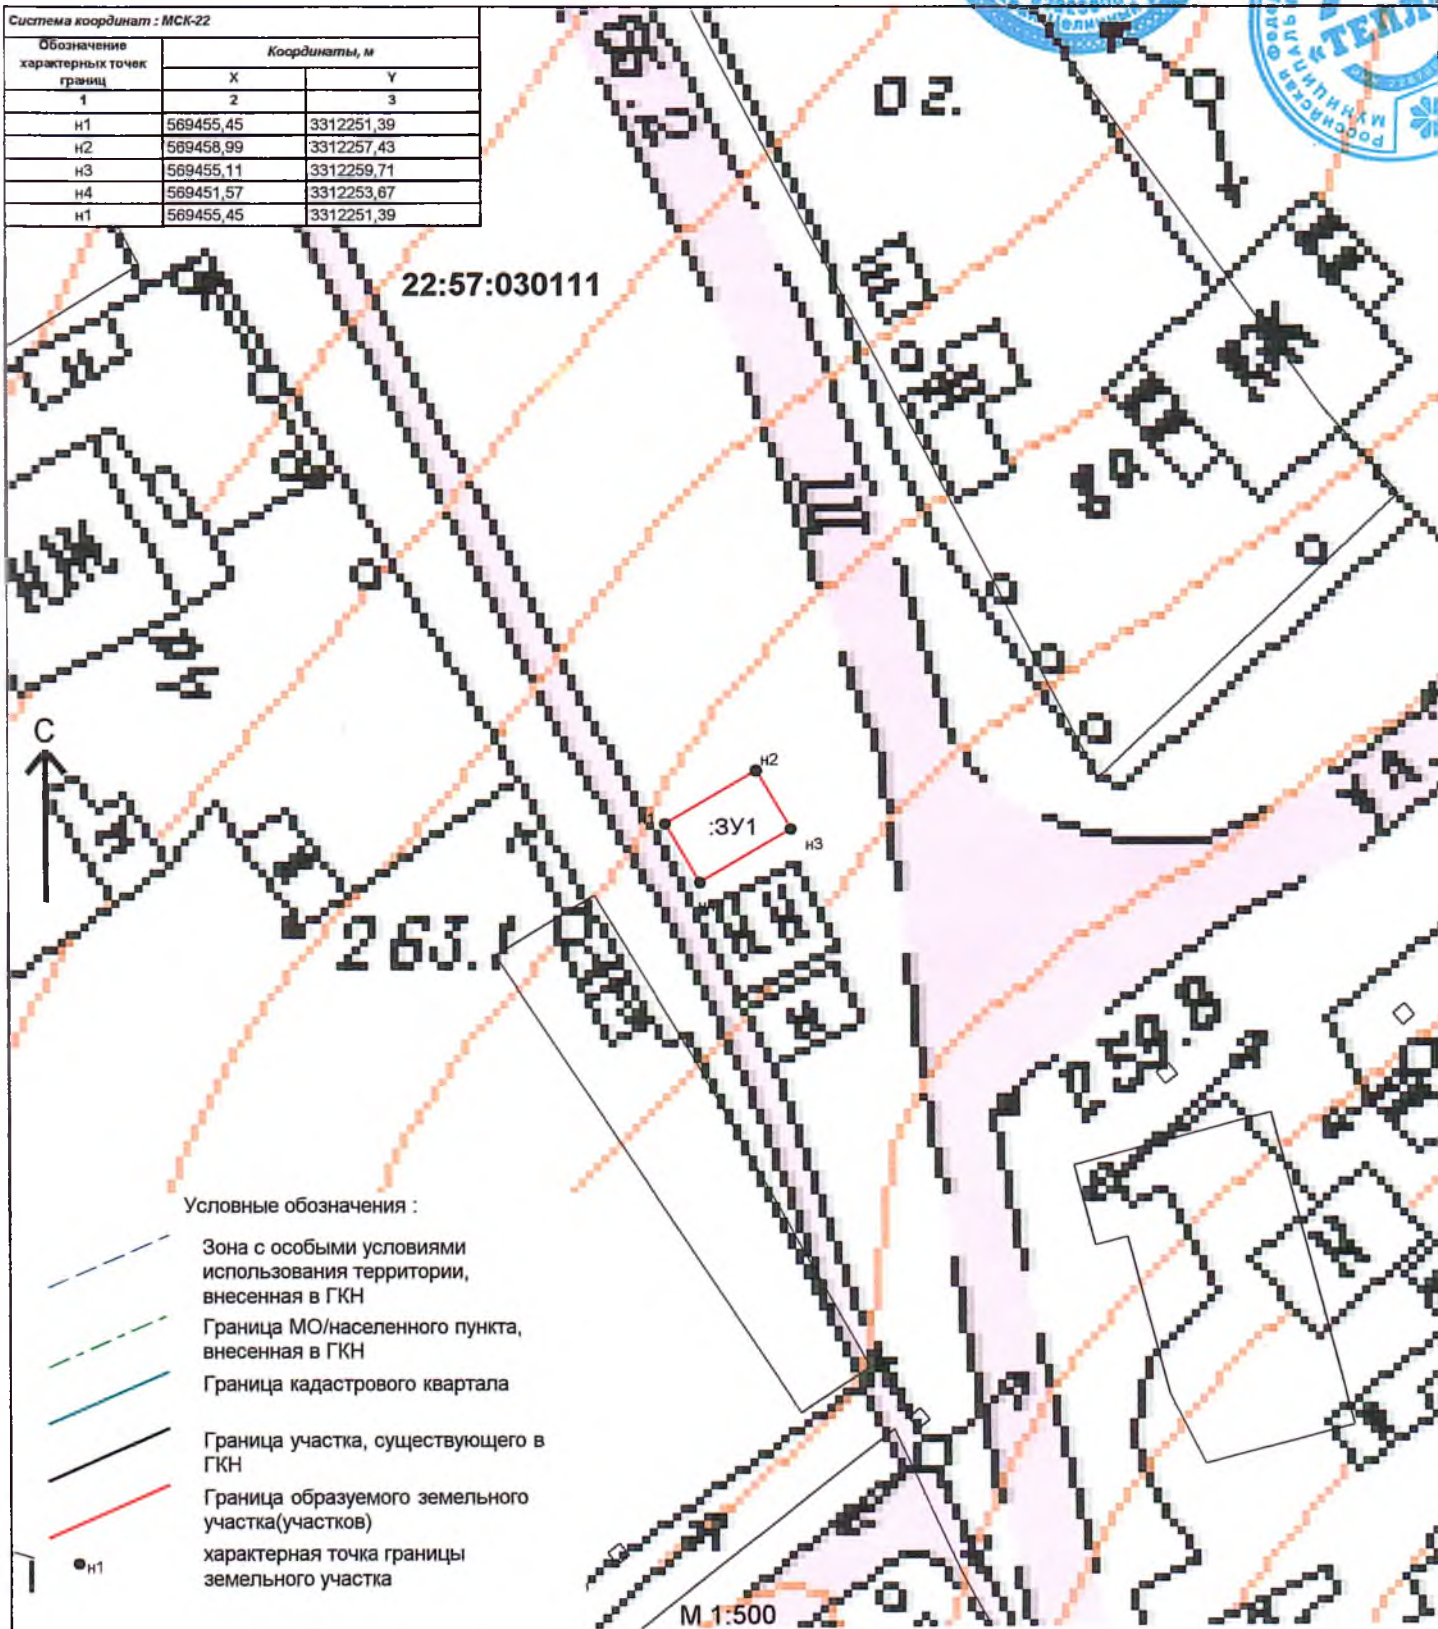 Система координат : МСК-22
Обозначение характерных точек границ
Координаты, м
X Y
1 2 3
н1 569455,45 3312251,39
н2 569458,99 3312257,43
н3 569455,11 3312259,71
н4 569451,57 3312253,67
н1 569455,45 3312251,39
«ТЕПЛ
02.
22:57:030111
С
н2
:ЗУ1
н3
263.1
259.8
Условные обозначения :
Зона с особыми условиями
использования территории,
внесенная в ГКН
Граница МО/населенного пункта,
внесенная в ГКН
Граница кадастрового квартала
Граница участка, существующего в
ГКН
Граница образуемого земельного
участка(участков)
н1
характерная точка границы
земельного участка
М 1:500